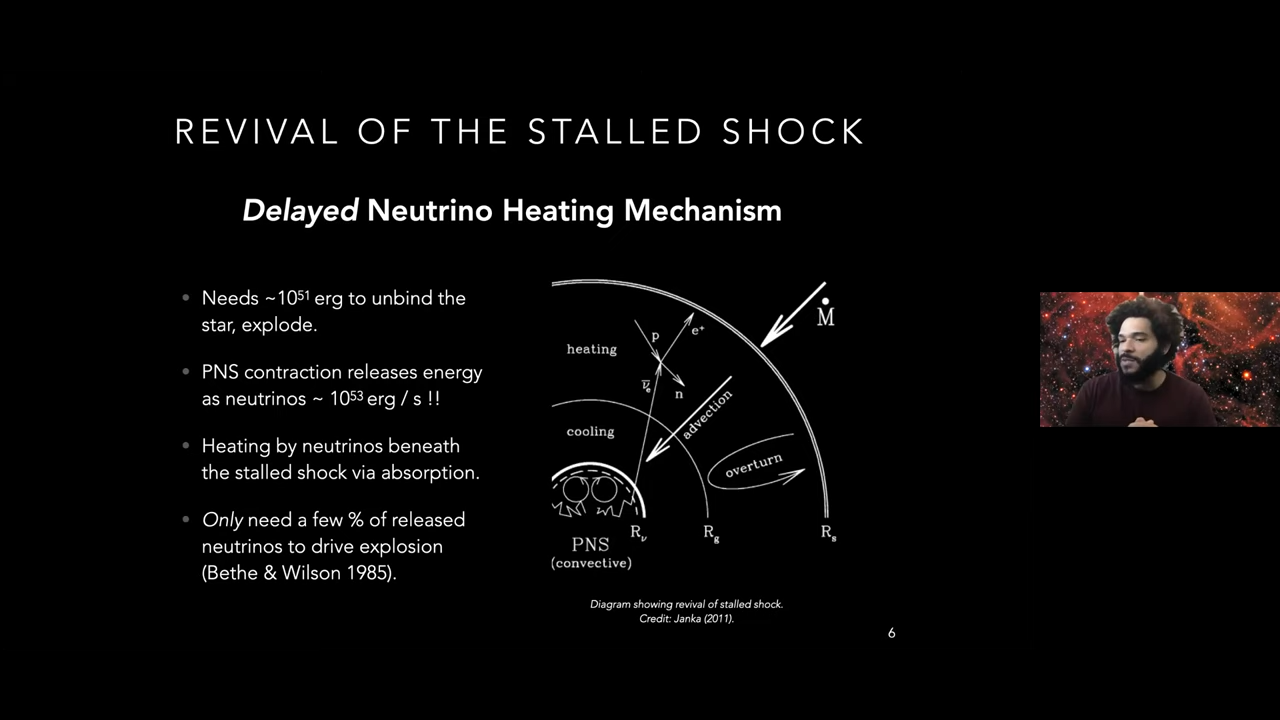 REVIVAL OF THE STALLED SHOCK
Delayed Neutrino Heating Mechanism
• Needs ~10⁵¹ erg to unbind the
star, explode.
• PNS contraction releases energy
as neutrinos ~ 10⁵³ erg / s !!
• Heating by neutrinos beneath
the stalled shock via absorption.
• Only need a few % of released
neutrinos to drive explosion
(Bethe & Wilson 1985).
Ṁ
p
e⁺
heating
ν̄ₑ
n
advection
cooling
overturn
Rᵥ
R_g
Rₛ
PNS
(convective)
Diagram showing revival of stalled shock.
Credit: Janka (2011).
6